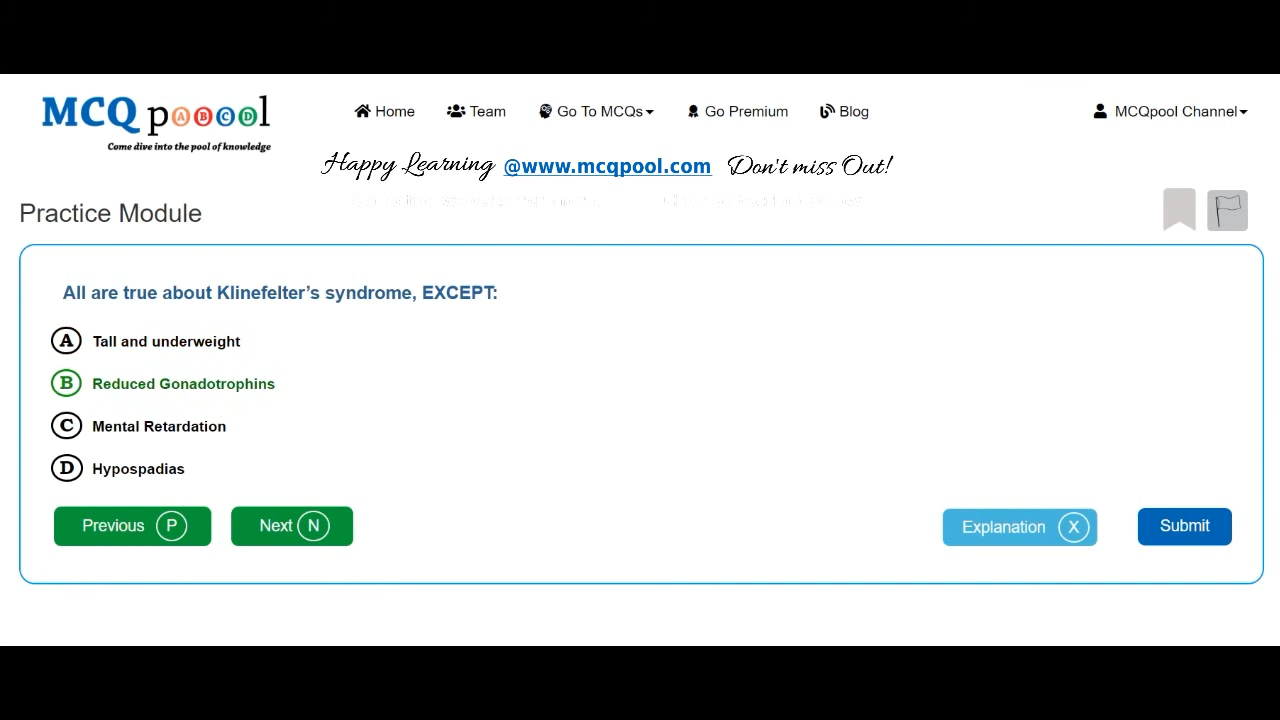 MCQ pABCDl
Come dive into the pool of knowledge
Home Team Go To MCQs Go Premium Blog MCQpool Channel
Happy Learning @www.mcqpool.com Don't miss Out!
Practice Module
All are true about Klinefelter’s syndrome, EXCEPT:
A Tall and underweight
B Reduced Gonadotrophins
C Mental Retardation
D Hypospadias
Previous P Next N Explanation X Submit